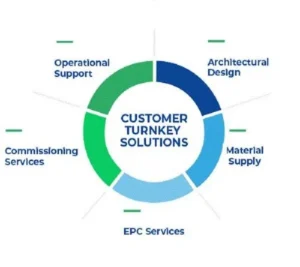 Operational
Support
Architectural
Design
CUSTOMER
TURNKEY
SOLUTIONS
Commissioning
Services
Material
Supply
EPC Services